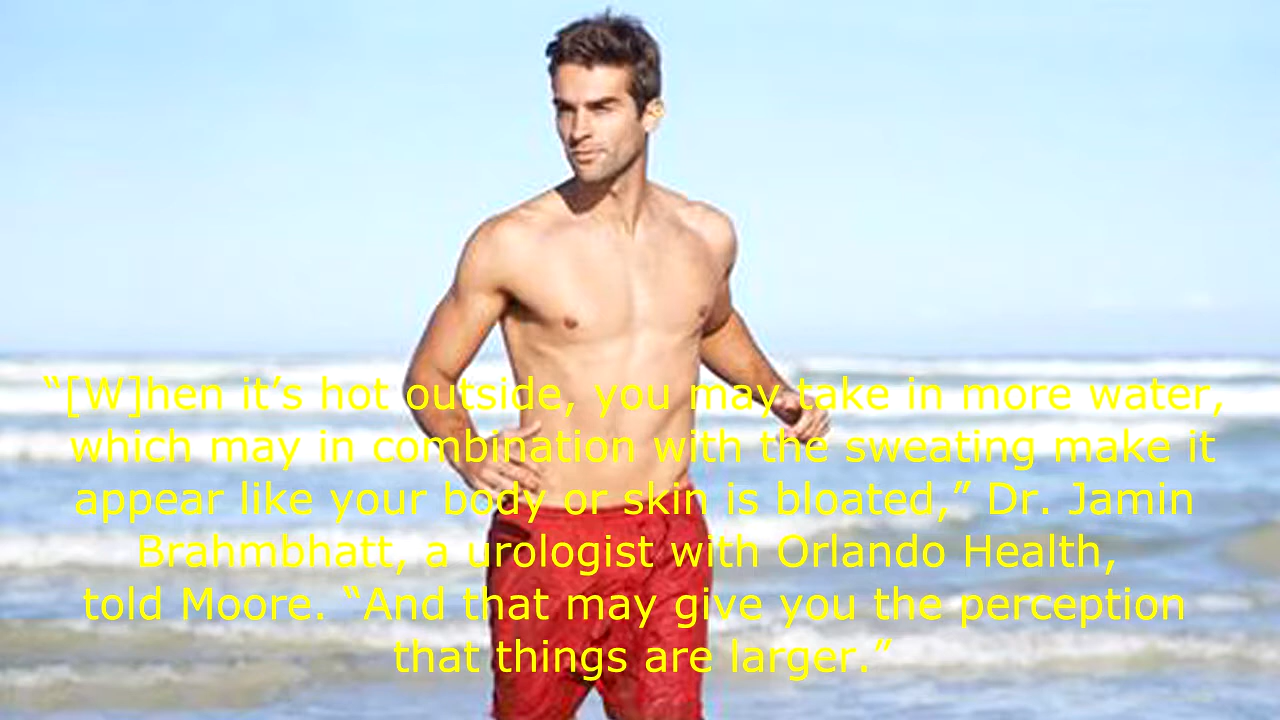 “[W]hen it’s hot outside, you may take in more water,
which may in combination with the sweating make it
appear like your body or skin is bloated,” Dr. Jamin
Brahmbhatt, a urologist with Orlando Health,
told Moore. “And that may give you the perception
that things are larger.”